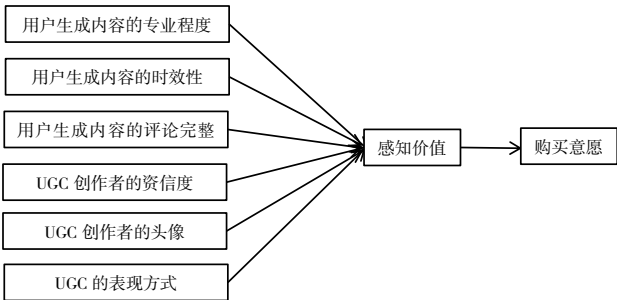 用户生成内容的专业程度
用户生成内容的时效性
用户生成内容的评论完整
UGC 创作者的资信度
UGC 创作者的头像
UGC 的表现方式
感知价值
购买意愿